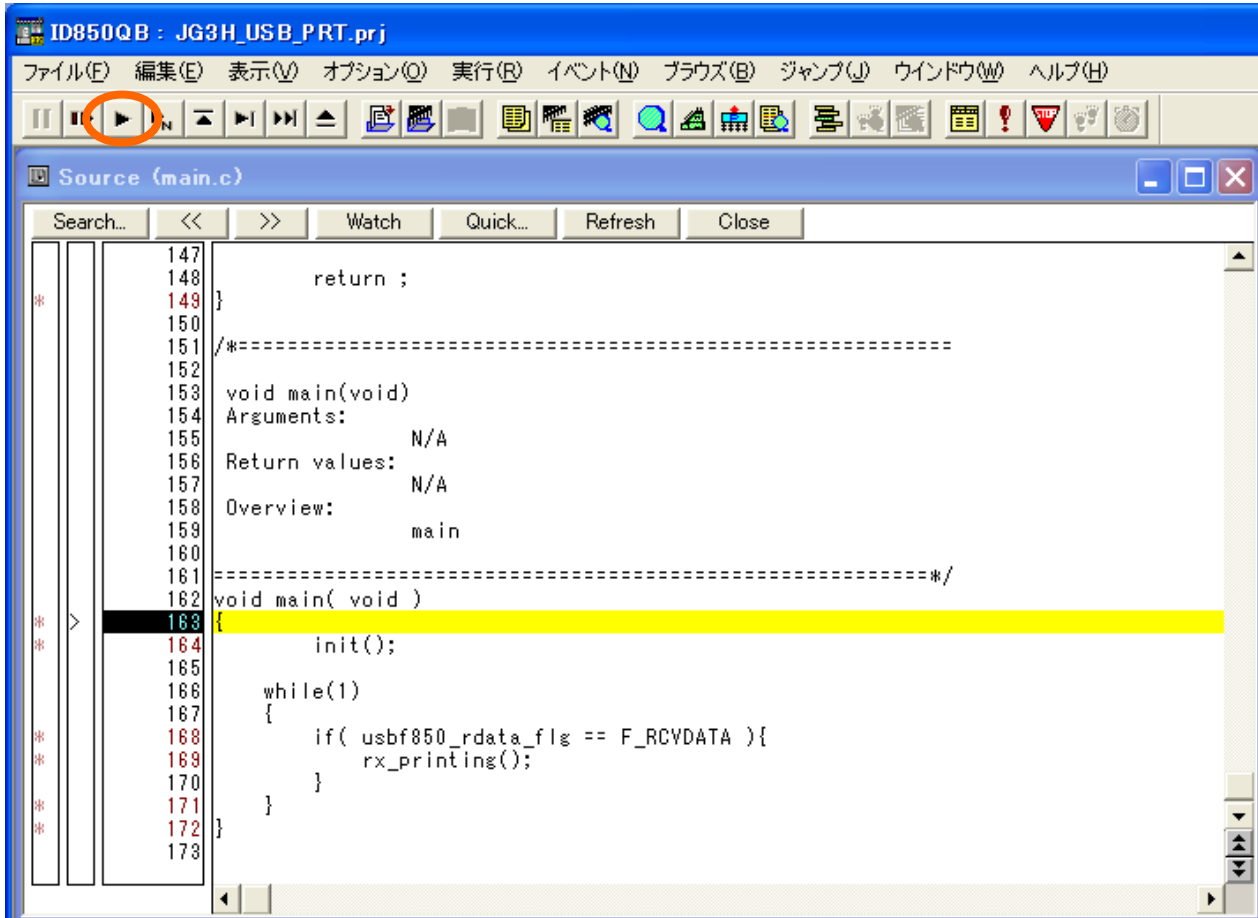 ID850QB : JG3H_USB_PRT.prj
ファイル(F) 編集(E) 表示(V) オプション(O) 実行(R) イベント(N) ブラウズ(B) ジャンプ(J) ウインドウ(W) ヘルプ(H)
Source (main.c)
Search... << >> Watch Quick... Refresh Close
147
148 return ;
* 149 }
150
151 /*==========================================================
152
153 void main(void)
154 Arguments:
155 N/A
156 Return values:
157 N/A
158 Overview:
159 main
160
161 ==========================================================*/
162 void main( void )
* > 163 {
* 164 init();
165
166 while(1)
167 {
* 168 if( usbf850_rdata_flg == F_RCVDATA ){
* 169 rx_printing();
170 }
* 171 }
* 172 }
173